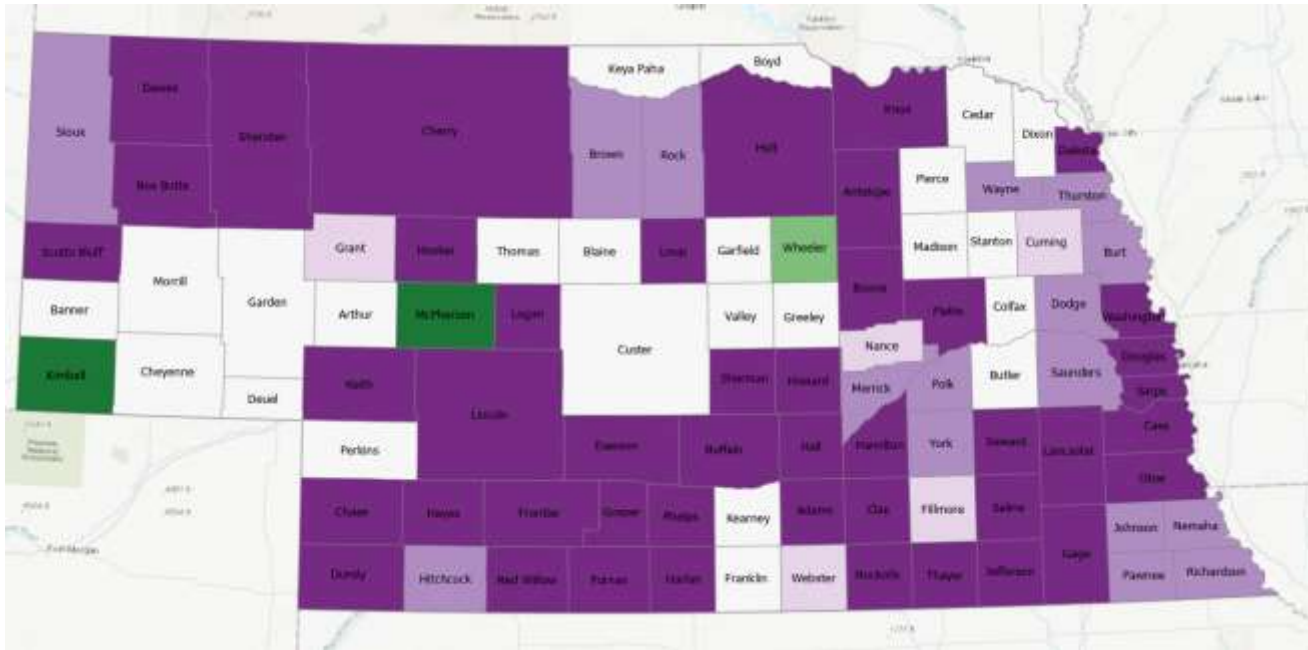 Boyd
Keya Paha
Dawes
Knox
Cedar
Sioux
Sheridan
Cherry
Dixon
Brown
Rock
Holt
Dakota
Box Butte
Antelope
Pierce
Wayne
Thurston
Scotts Bluff
Grant
Hooker
Thomas
Blaine
Loup
Garfield
Wheeler
Madison
Stanton
Cuming
Burt
Morrill
Boone
Banner
Garden
Arthur
McPherson
Logan
Valley
Greeley
Platte
Colfax
Dodge
Washington
Custer
Nance
Kimball
Cheyenne
Douglas
Keith
Sherman
Howard
Merrick
Polk
Butler
Saunders
Sarpy
Deuel
Lincoln
Perkins
Dawson
Buffalo
Hall
Hamilton
York
Seward
Lancaster
Cass
Otoe
Chase
Hayes
Frontier
Gosper
Phelps
Kearney
Adams
Clay
Fillmore
Saline
Johnson
Nemaha
Gage
Dundy
Hitchcock
Red Willow
Furnas
Harlan
Franklin
Webster
Nuckolls
Thayer
Jefferson
Pawnee
Richardson